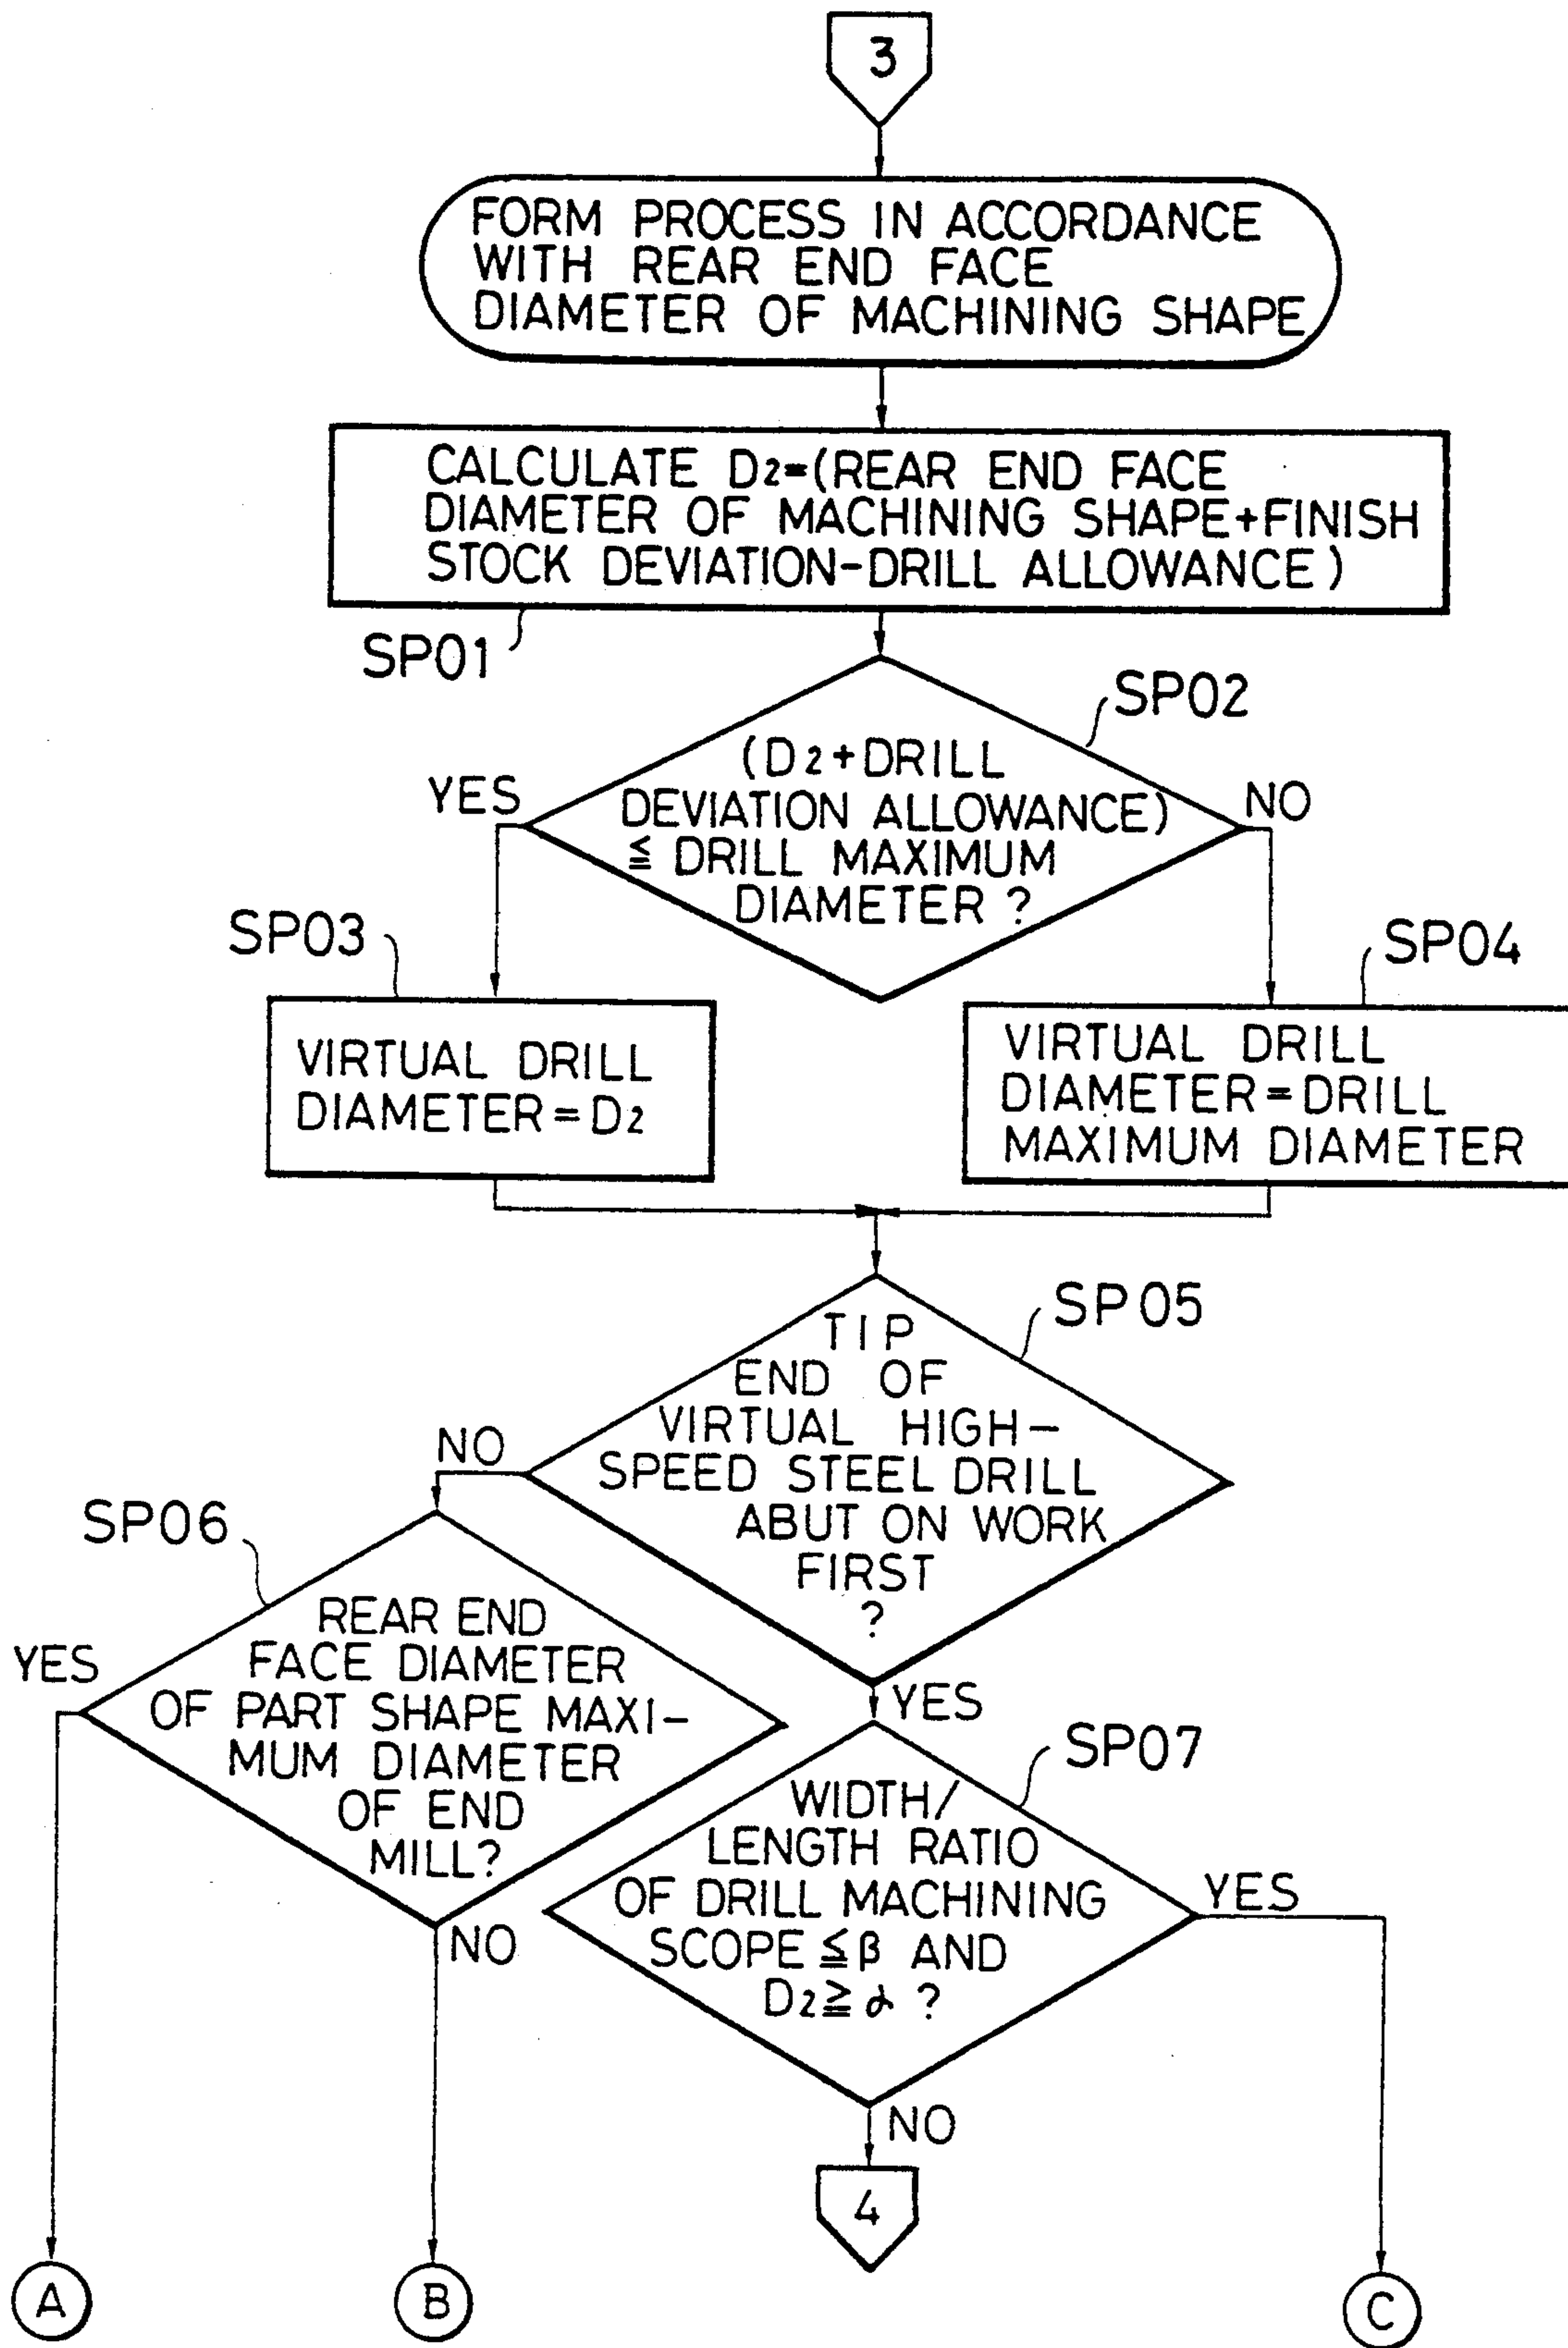 3
FORM PROCESS IN ACCORDANCE
WITH REAR END FACE
DIAMETER OF MACHINING SHAPE
CALCULATE D2=(REAR END FACE
DIAMETER OF MACHINING SHAPE+FINISH
STOCK DEVIATION-DRILL ALLOWANCE)
SP01
SP02
(D2+DRILL
DEVIATION ALLOWANCE)
≦ DRILL MAXIMUM
DIAMETER ?
YES
NO
SP03
SP04
VIRTUAL DRILL
DIAMETER=D2
VIRTUAL DRILL
DIAMETER=DRILL
MAXIMUM DIAMETER
SP05
TIP
END OF
VIRTUAL HIGH-
SPEED STEEL DRILL
ABUT ON WORK
FIRST
?
NO
YES
SP06
REAR END
FACE DIAMETER
OF PART SHAPE MAXI-
MUM DIAMETER
OF END
MILL?
YES
NO
SP07
WIDTH/
LENGTH RATIO
OF DRILL MACHINING
SCOPE≦β AND
D2≧α ?
YES
NO
4
A
B
C